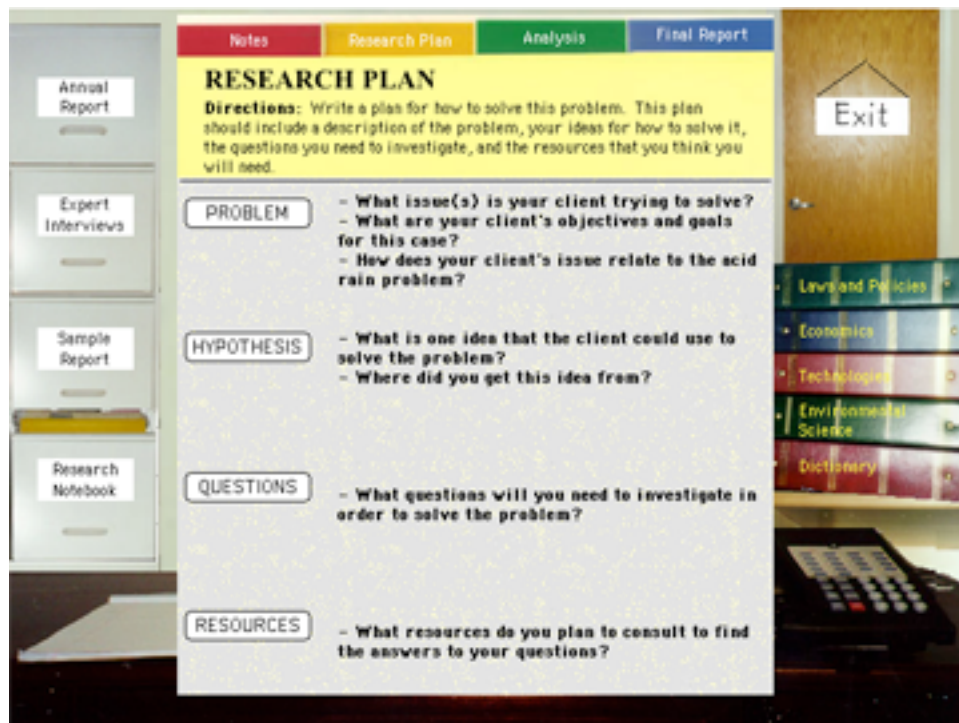 Notes
Research Plan
Analysis
Final Report
RESEARCH PLAN
Directions: Write a plan for how to solve this problem. This plan
should include a description of the problem, your ideas for how to solve it,
the questions you need to investigate, and the resources that you think you
will need.
PROBLEM
- What issue(s) is your client trying to solve?
- What are your client's objectives and goals
for this case?
- How does your client's issue relate to the acid
rain problem?
HYPOTHESIS
- What is one idea that the client could use to
solve the problem?
- Where did you get this idea from?
QUESTIONS
- What questions will you need to investigate in
order to solve the problem?
RESOURCES
- What resources do you plan to consult to find
the answers to your questions?
Annual
Report
Expert
Interviews
Sample
Report
Research
Notebook
Exit
Laws and Policies
Economics
Technologies
Environmental
Science
Dictionary